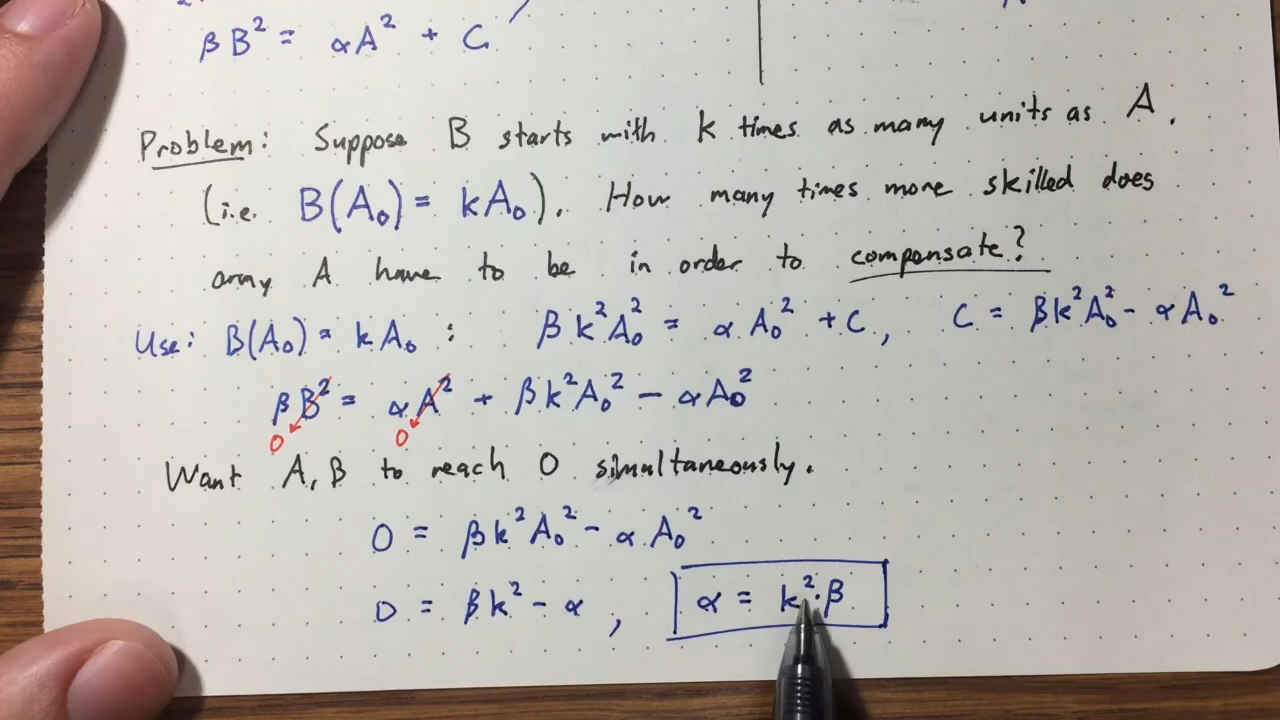 βB² = αA² + C
Problem: Suppose B starts with k times as many units as A.
(i.e. B(A₀) = kA₀). How many times more skilled does
army A have to be in order to compensate?
Use: B(A₀) = kA₀ : βk²A₀² = αA₀² + C, C = βk²A₀² - αA₀²
βB² = αA² + βk²A₀² - αA₀²
0 0
Want A, B to reach 0 simultaneously.
0 = βk²A₀² - αA₀²
0 = βk² - α, α = k²·β